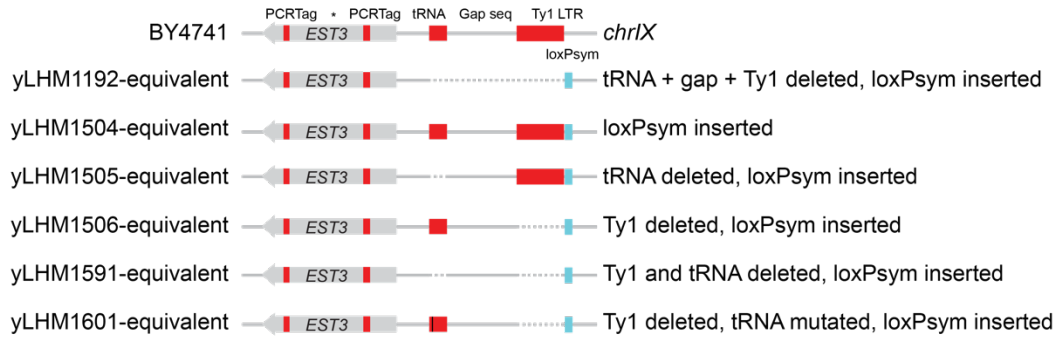 PCRTag * PCRTag tRNA Gap seq Ty1 LTR
BY4741 EST3 chrIX
loxPsym
yLHM1192-equivalent EST3 tRNA + gap + Ty1 deleted, loxPsym inserted
yLHM1504-equivalent EST3 loxPsym inserted
yLHM1505-equivalent EST3 tRNA deleted, loxPsym inserted
yLHM1506-equivalent EST3 Ty1 deleted, loxPsym inserted
yLHM1591-equivalent EST3 Ty1 and tRNA deleted, loxPsym inserted
yLHM1601-equivalent EST3 Ty1 deleted, tRNA mutated, loxPsym inserted